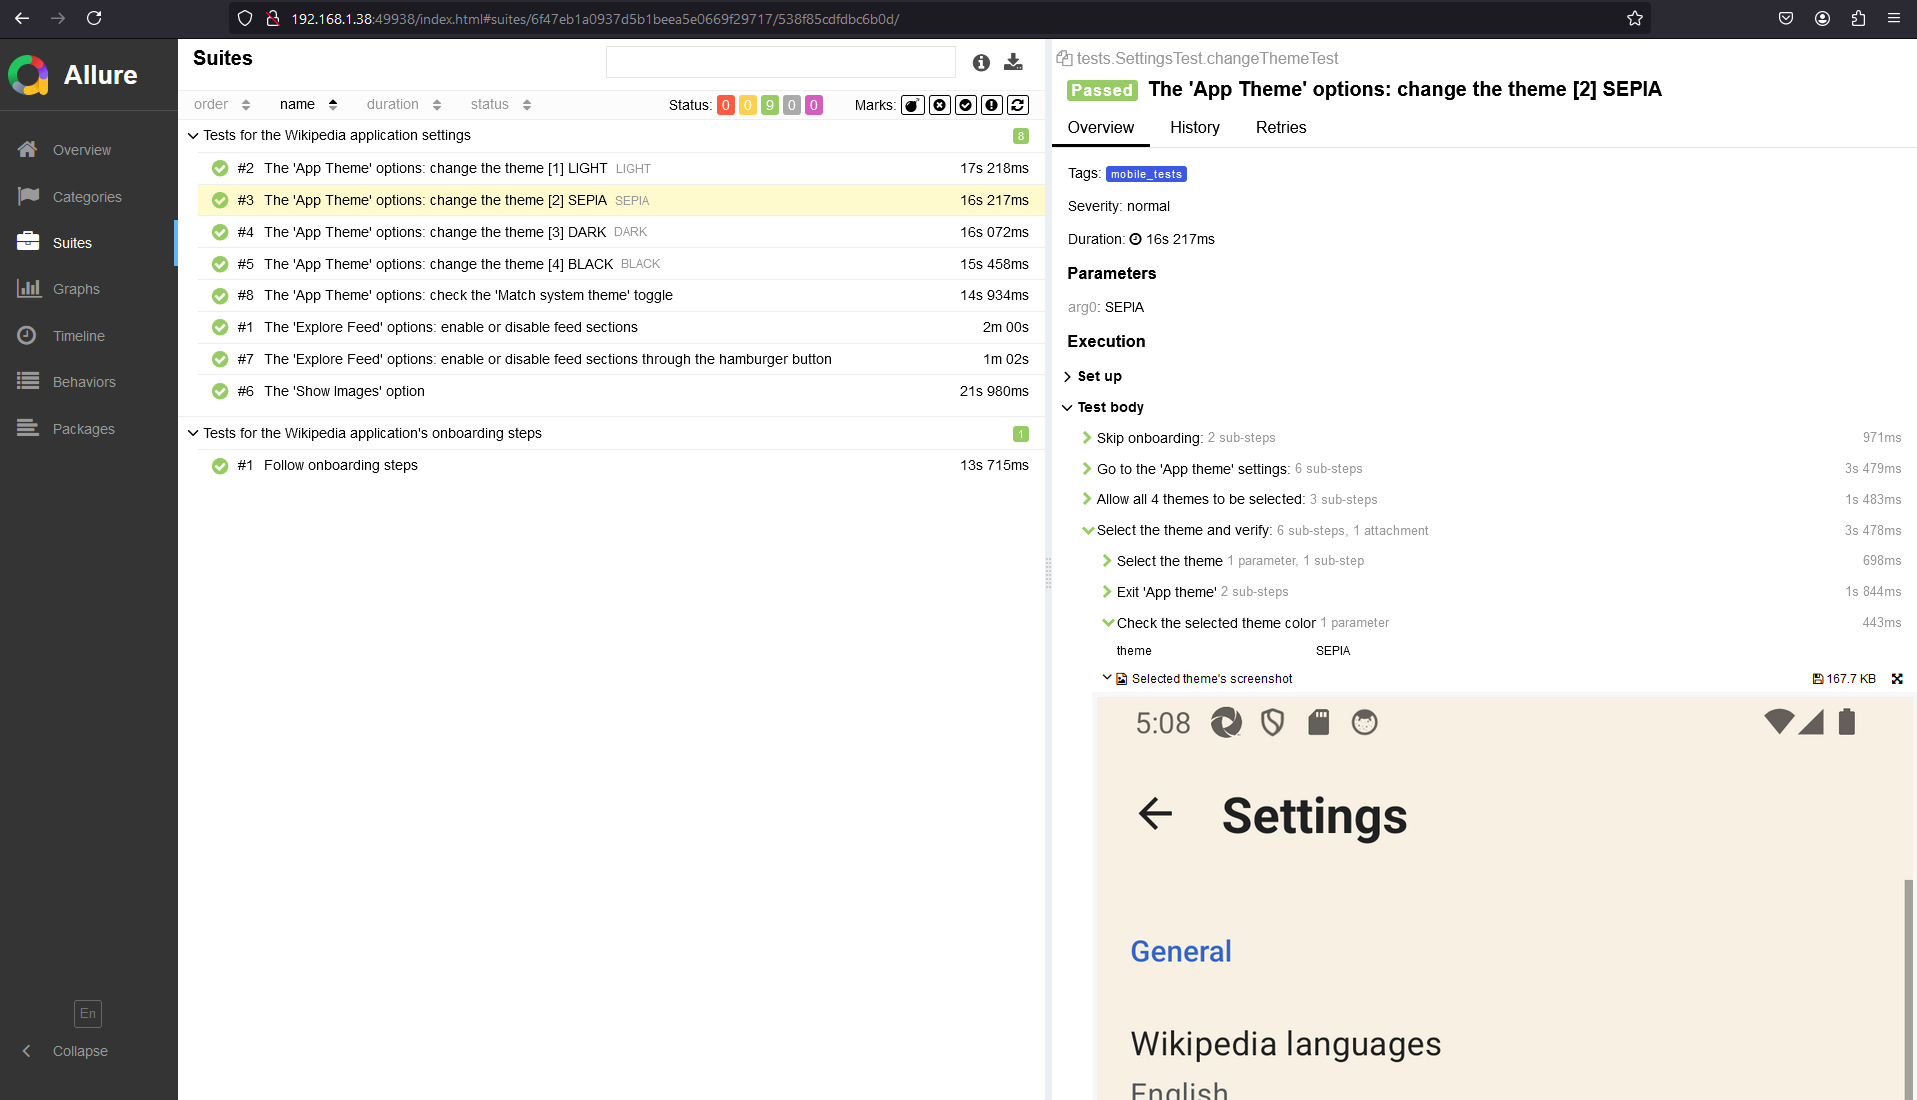 192.168.1.38:49938/index.html#suites/6f47eb1a0937d5b1beea5e0669f29717/538f85cdfdbc6b0d/
Allure
Overview
Categories
Suites
Graphs
Timeline
Behaviors
Packages
En
Collapse
Suites
order name duration status Status: 0 0 9 0 0 Marks:
Tests for the Wikipedia application settings 8
#2 The 'App Theme' options: change the theme [1] LIGHT LIGHT 17s 218ms
#3 The 'App Theme' options: change the theme [2] SEPIA SEPIA 16s 217ms
#4 The 'App Theme' options: change the theme [3] DARK DARK 16s 072ms
#5 The 'App Theme' options: change the theme [4] BLACK BLACK 15s 458ms
#8 The 'App Theme' options: check the 'Match system theme' toggle 14s 934ms
#1 The 'Explore Feed' options: enable or disable feed sections 2m 00s
#7 The 'Explore Feed' options: enable or disable feed sections through the hamburger button 1m 02s
#6 The 'Show Images' option 21s 980ms
Tests for the Wikipedia application's onboarding steps 1
#1 Follow onboarding steps 13s 715ms
tests.SettingsTest.changeThemeTest
Passed The 'App Theme' options: change the theme [2] SEPIA
Overview History Retries
Tags: mobile_tests
Severity: normal
Duration: 16s 217ms
Parameters
arg0: SEPIA
Execution
Set up
Test body
Skip onboarding: 2 sub-steps 971ms
Go to the 'App theme' settings: 6 sub-steps 3s 479ms
Allow all 4 themes to be selected: 3 sub-steps 1s 483ms
Select the theme and verify: 6 sub-steps, 1 attachment 3s 478ms
Select the theme 1 parameter, 1 sub-step 698ms
Exit 'App theme' 2 sub-steps 1s 844ms
Check the selected theme color 1 parameter 443ms
theme SEPIA
Selected theme's screenshot 167.7 KB
5:08
Settings
General
Wikipedia languages
English